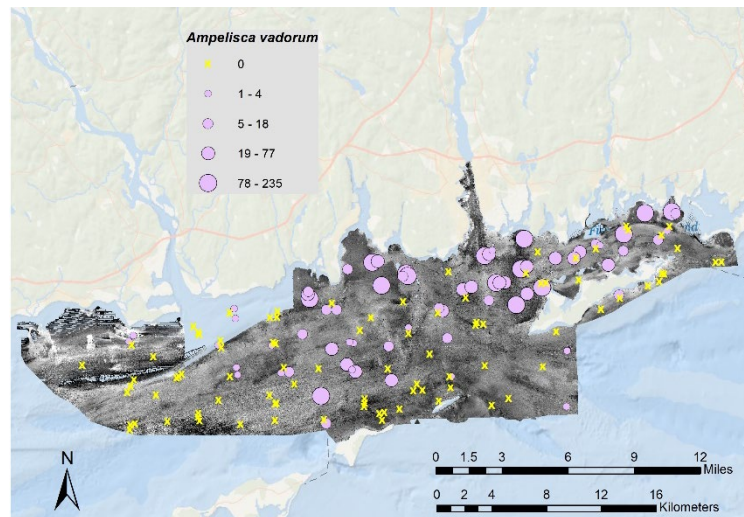 Ampelisca vadorum
0
1 - 4
5 - 18
19 - 77
78 - 235
N
0 1.5 3 6 9 12
Miles
0 2 4 8 12 16
Kilometers